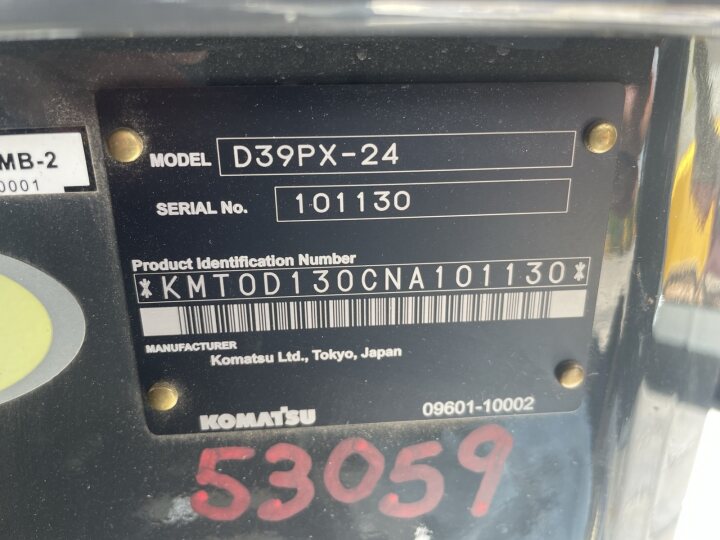 MB-2
0001
MODEL D39PX-24
SERIAL No. 101130
Product Identification Number
*KMT0D130CNA101130*
MANUFACTURER
Komatsu Ltd., Tokyo, Japan
KOMATSU 09601-10002
53059